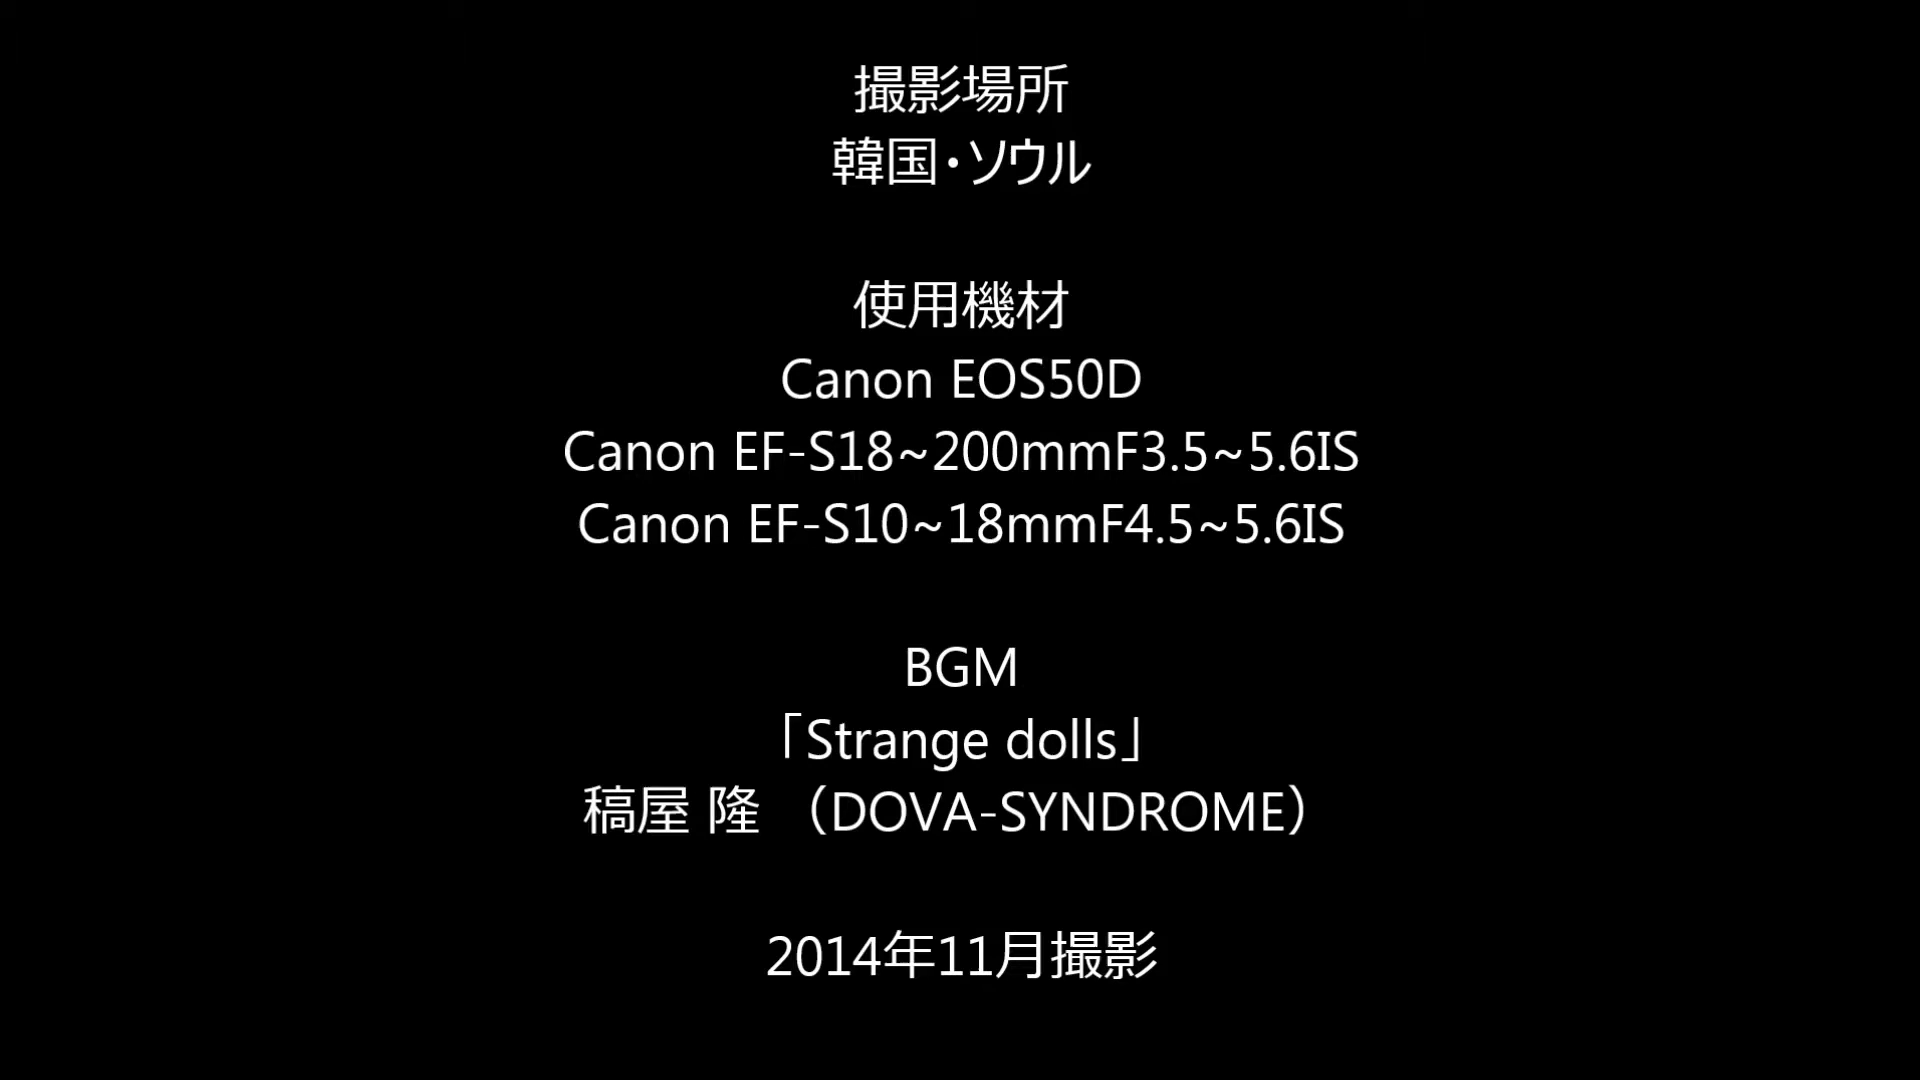 撮影場所
韓国・ソウル
使用機材
Canon EOS50D
Canon EF-S18~200mmF3.5~5.6IS
Canon EF-S10~18mmF4.5~5.6IS
BGM
「Strange dolls」
稿屋 隆 （DOVA-SYNDROME）
2014年11月撮影